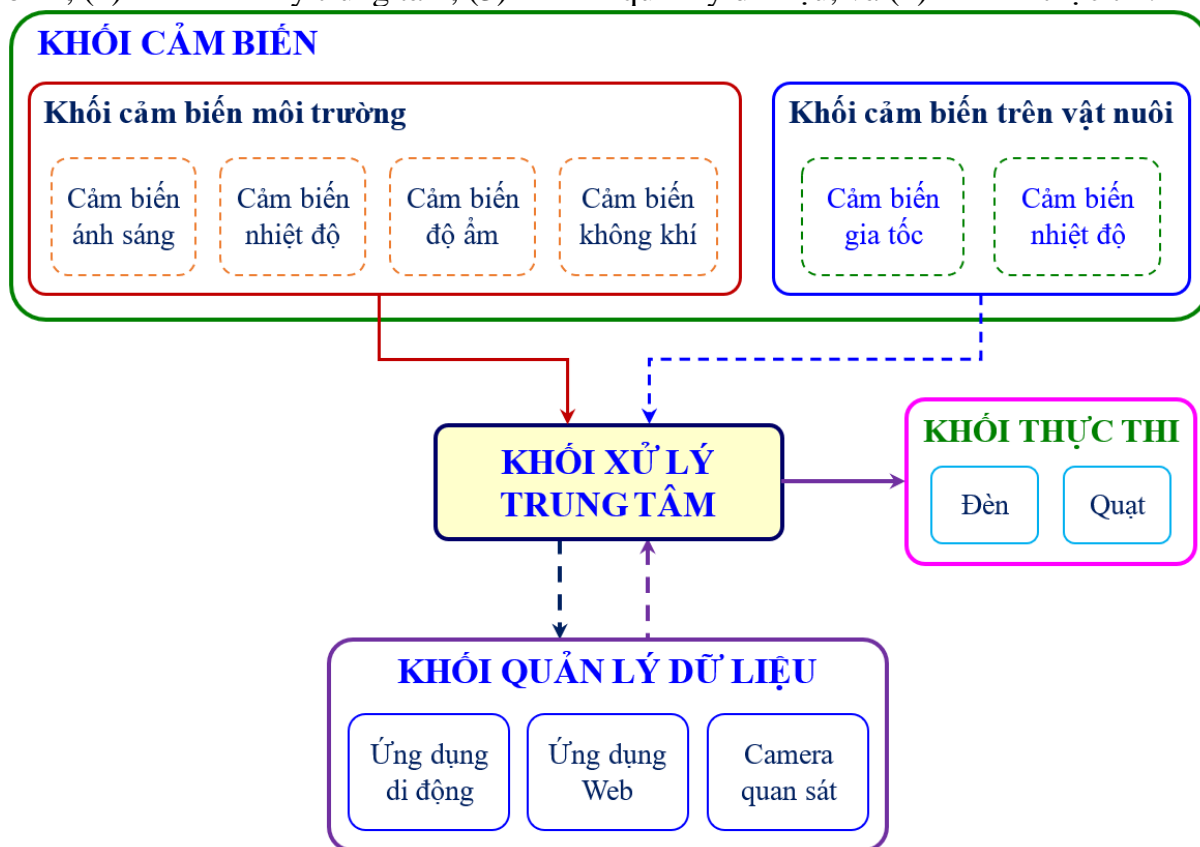 KHỐI CẢM BIẾN
Khối cảm biến môi trường
Khối cảm biến trên vật nuôi
Cảm biến
ánh sáng
Cảm biến
nhiệt độ
Cảm biến
độ ẩm
Cảm biến
không khí
Cảm biến
gia tốc
Cảm biến
nhiệt độ
KHỐI XỬ LÝ
TRUNG TÂM
KHỐI THỰC THI
Đèn
Quạt
KHỐI QUẢN LÝ DỮ LIỆU
Ứng dụng
di động
Ứng dụng
Web
Camera
quan sát